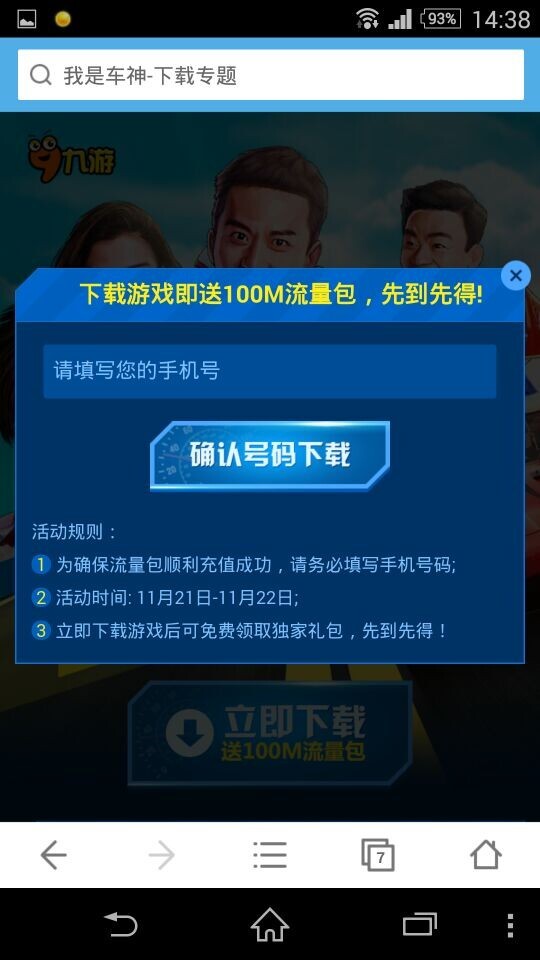 93% 14:38
我是车神-下载专题
九游
下载游戏即送100M流量包，先到先得!
请填写您的手机号
确认号码下载
活动规则：
1 为确保流量包顺利充值成功，请务必填写手机号码;
2 活动时间: 11月21日-11月22日;
3 立即下载游戏后可免费领取独家礼包，先到先得！
立即下载
送100M流量包
7